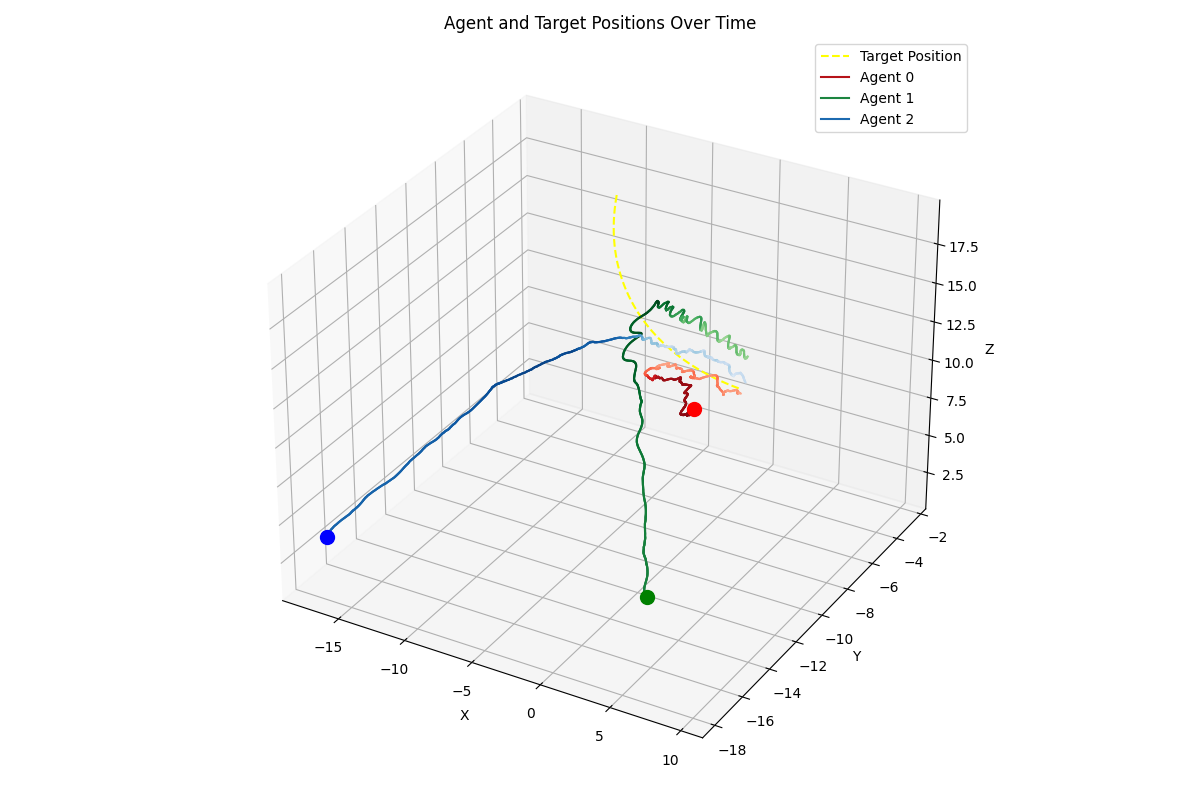 Agent and Target Positions Over Time
Target Position
Agent 0
Agent 1
Agent 2
17.5
15.0
12.5
10.0
7.5
5.0
2.5
Z
−2
−4
−6
−8
−10
−12
−14
−16
−18
Y
−15
−10
−5
0
5
10
X